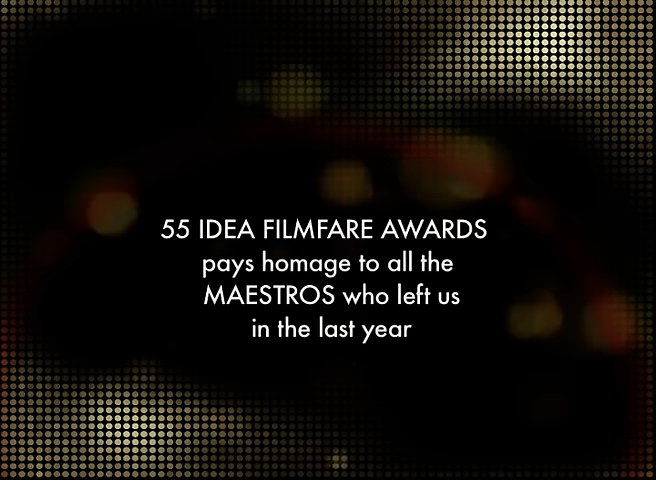 55 IDEA FILMFARE AWARDS
pays homage to all the
MAESTROS who left us
in the last year